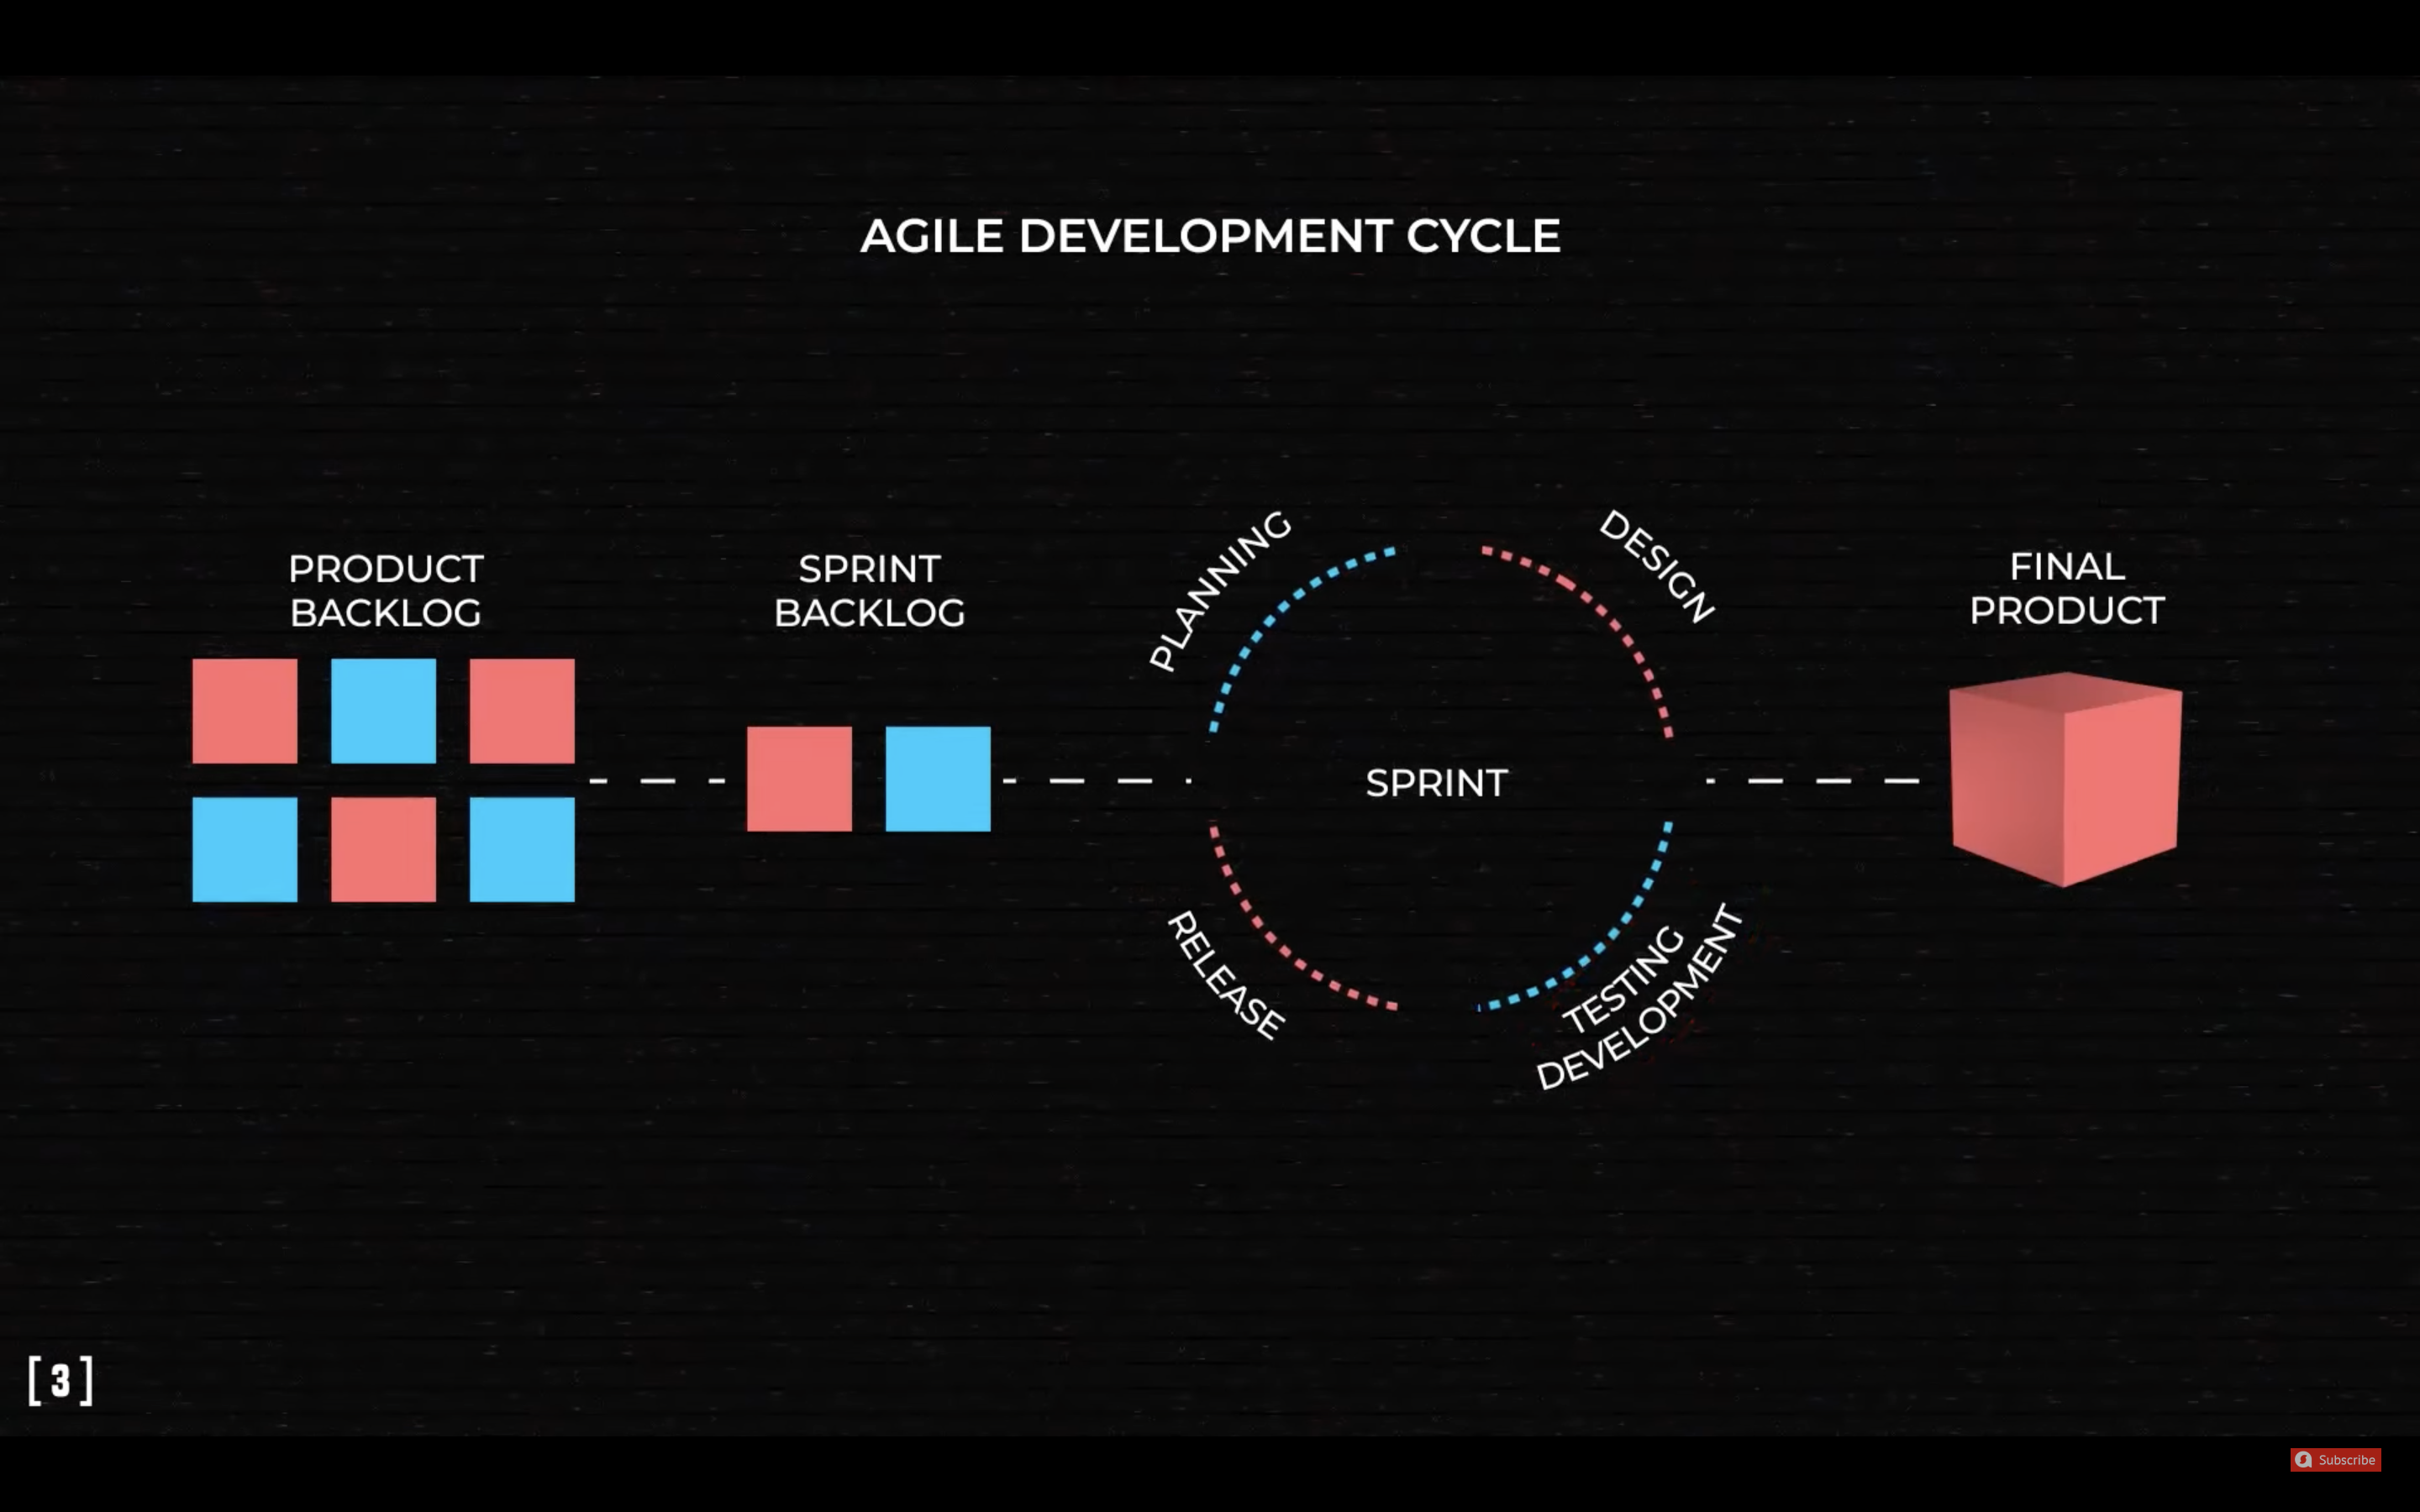 AGILE DEVELOPMENT CYCLE
PRODUCT
BACKLOG
SPRINT
BACKLOG
PLANNING
DESIGN
SPRINT
RELEASE
TESTING
DEVELOPMENT
FINAL
PRODUCT
[3]
Subscribe